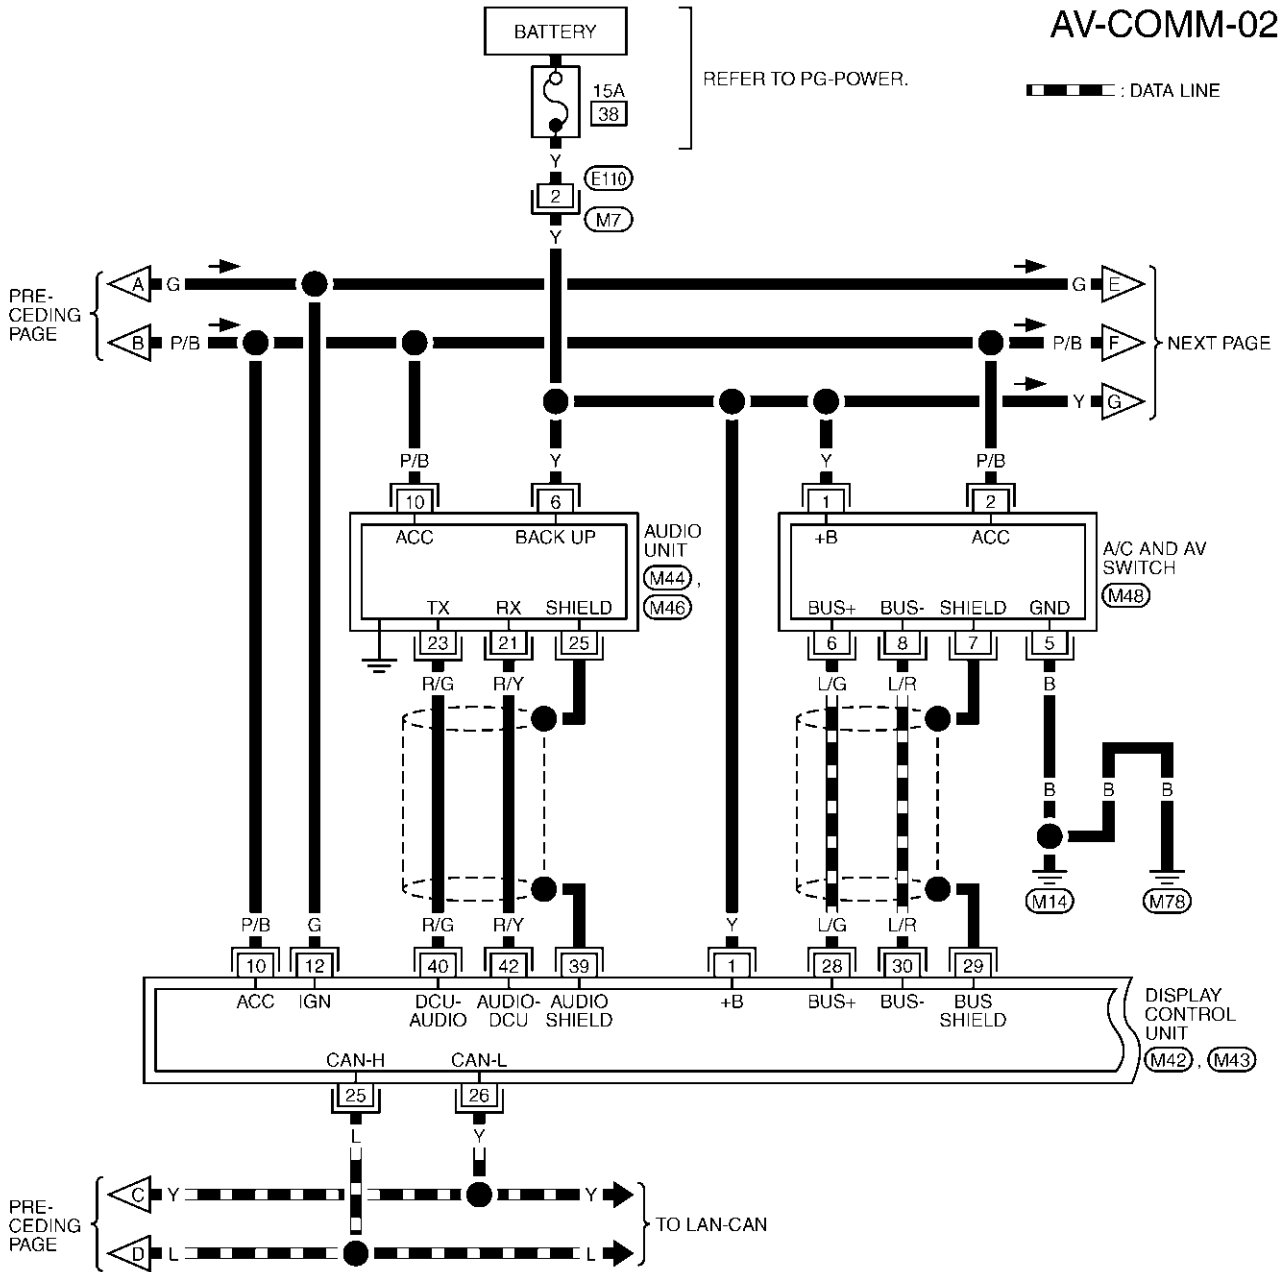 AV-COMM-02
BATTERY
REFER TO PG-POWER.
: DATA LINE
15A
38
Y
E110
2
M7
Y
PRE-
CEDING
PAGE
A G
G E
B P/B
P/B F
NEXT PAGE
Y G
P/B Y Y P/B
10 6 1 2
ACC BACK UP +B ACC
AUDIO
UNIT
M44 ,
M46
A/C AND AV
SWITCH
M48
TX RX SHIELD BUS+ BUS- SHIELD GND
23 21 25 6 8 7 5
R/G R/Y L/G L/R B
B B B
M14 M78
P/B G R/G R/Y Y L/G L/R
10 12 40 42 39 1 28 30 29
ACC IGN DCU- AUDIO- AUDIO +B BUS+ BUS- BUS
AUDIO DCU SHIELD SHIELD
DISPLAY
CONTROL
UNIT
M42 , M43
CAN-H CAN-L
25 26
L Y
PRE-
CEDING
PAGE
C Y Y
D L L
TO LAN-CAN